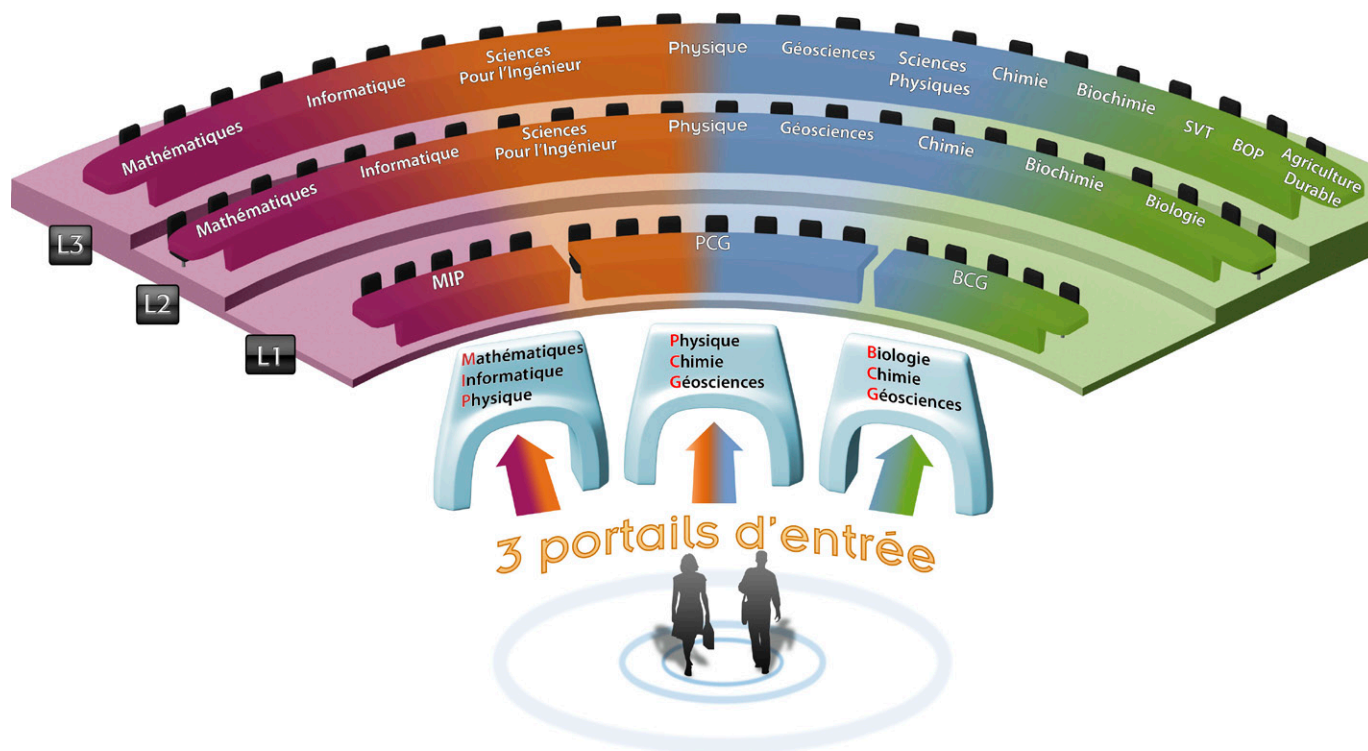 Mathématiques
Informatique
Sciences
Pour l'Ingénieur
Physique
Géosciences
Sciences
Physiques
Chimie
Biochimie
SVT
BOP
Agriculture
Durable
L3
Mathématiques
Informatique
Sciences
Pour l'Ingénieur
Physique
Géosciences
Chimie
Biochimie
Biologie
L2
MIP
PCG
BCG
L1
Mathématiques
Informatique
Physique
Physique
Chimie
Géosciences
Biologie
Chimie
Géosciences
3 portails d'entrée